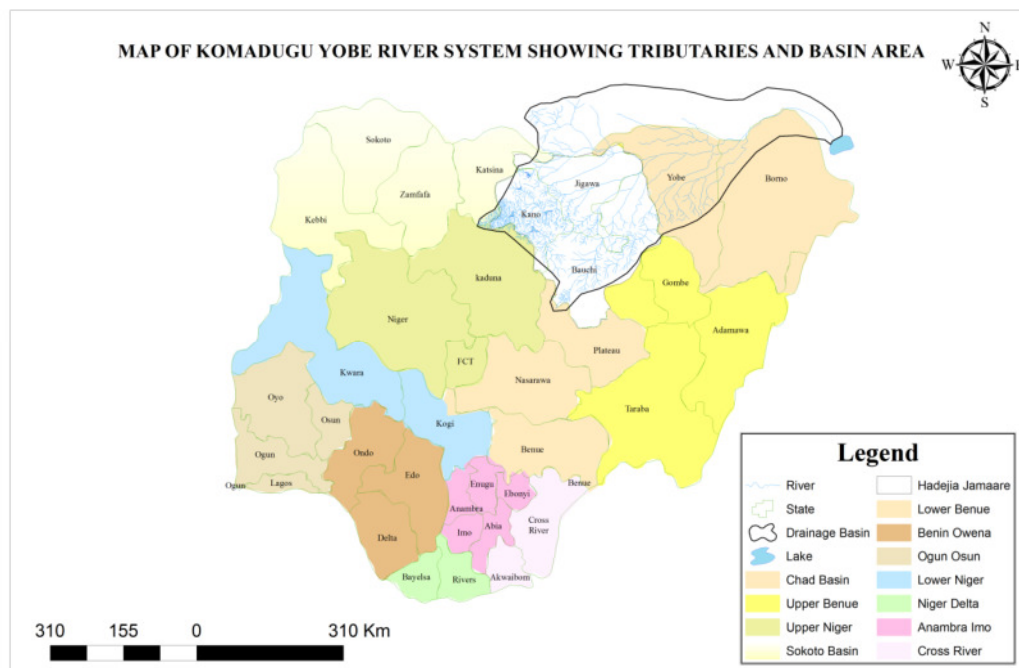 MAP OF KOMADUGU YOBE RIVER SYSTEM SHOWING TRIBUTARIES AND BASIN AREA
N
W E
S
Sokoto
Katsina
Zamfafa
Kebbi
Jigawa
Yobe
Borno
Kano
Bauchi
kaduna
Gombe
Niger
Adamawa
Plateau
FCT
Kwara
Nasarawa
Oyo
Taraba
Osun
Kogi
Ondo
Benue
Ogun
Edo
Enugu
Benue
Ogun
Lagos
Ebonyi
Anambra
Cross
River
Abia
Imo
Delta
Bayelsa
Rivers
Akwaibom
Legend
River
State
Drainage Basin
Lake
Chad Basin
Upper Benue
Upper Niger
Sokoto Basin
Hadejia Jamaare
Lower Benue
Benin Owena
Ogun Osun
Lower Niger
Niger Delta
Anambra Imo
Cross River
310 155 0 310 Km